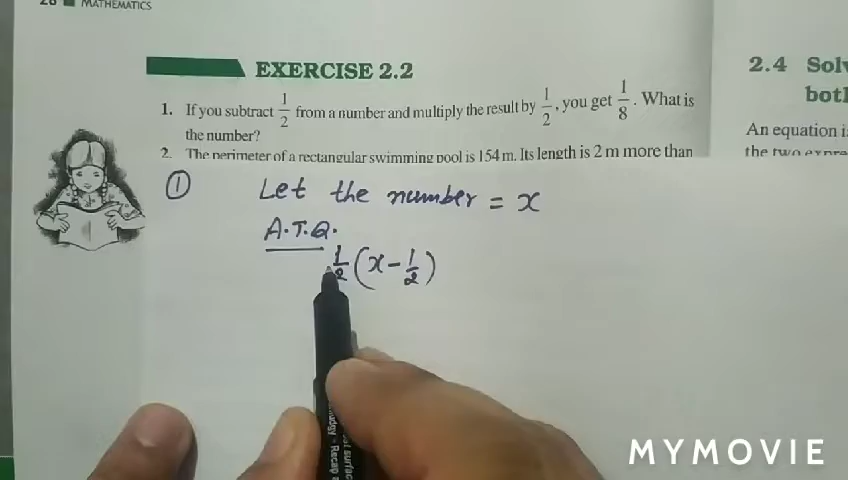 MATHEMATICS
EXERCISE 2.2
1. If you subtract 1/2 from a number and multiply the result by 1/2, you get 1/8. What is
the number?
2. The perimeter of a rectangular swimming pool is 154 m. Its length is 2 m more than
2.4 Solv
both
An equation i
the two expre
① Let the number = x
A.T.Q.
1/2 (x - 1/2)
MYMOVIE